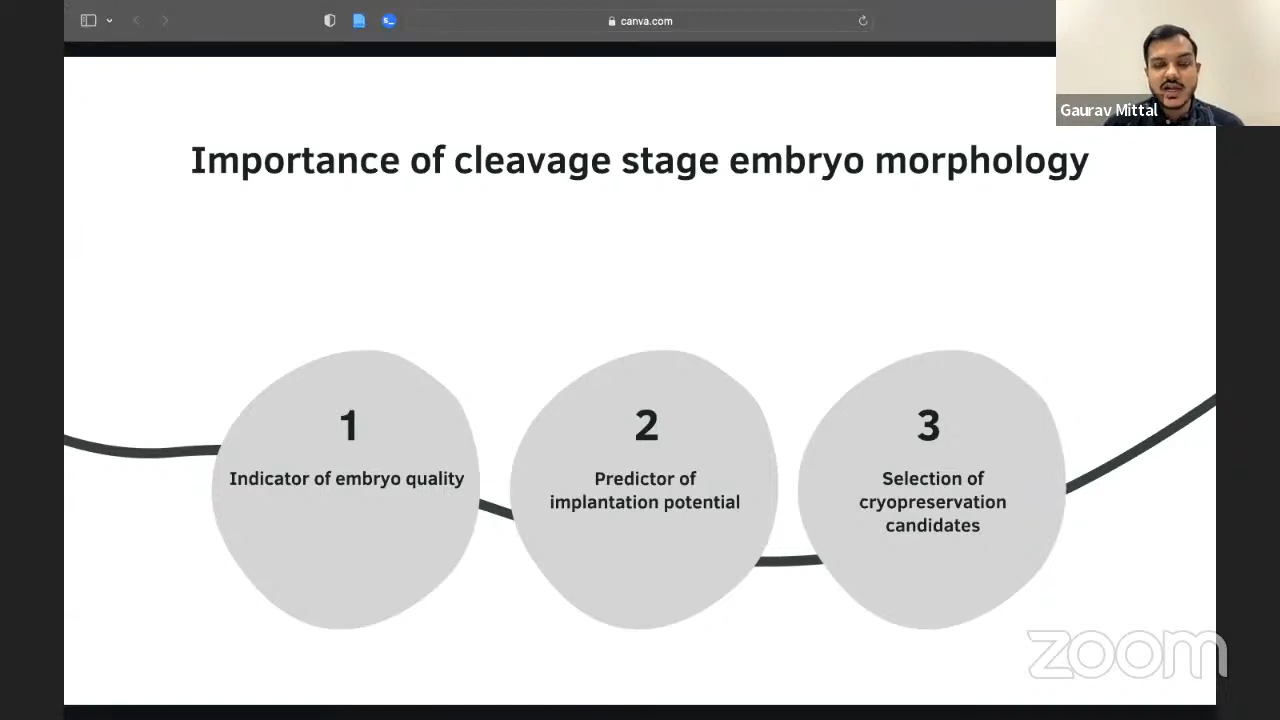 canva.com
Gaurav Mittal
Importance of cleavage stage embryo morphology
1
Indicator of embryo quality
2
Predictor of
implantation potential
3
Selection of
cryopreservation
candidates
zoom